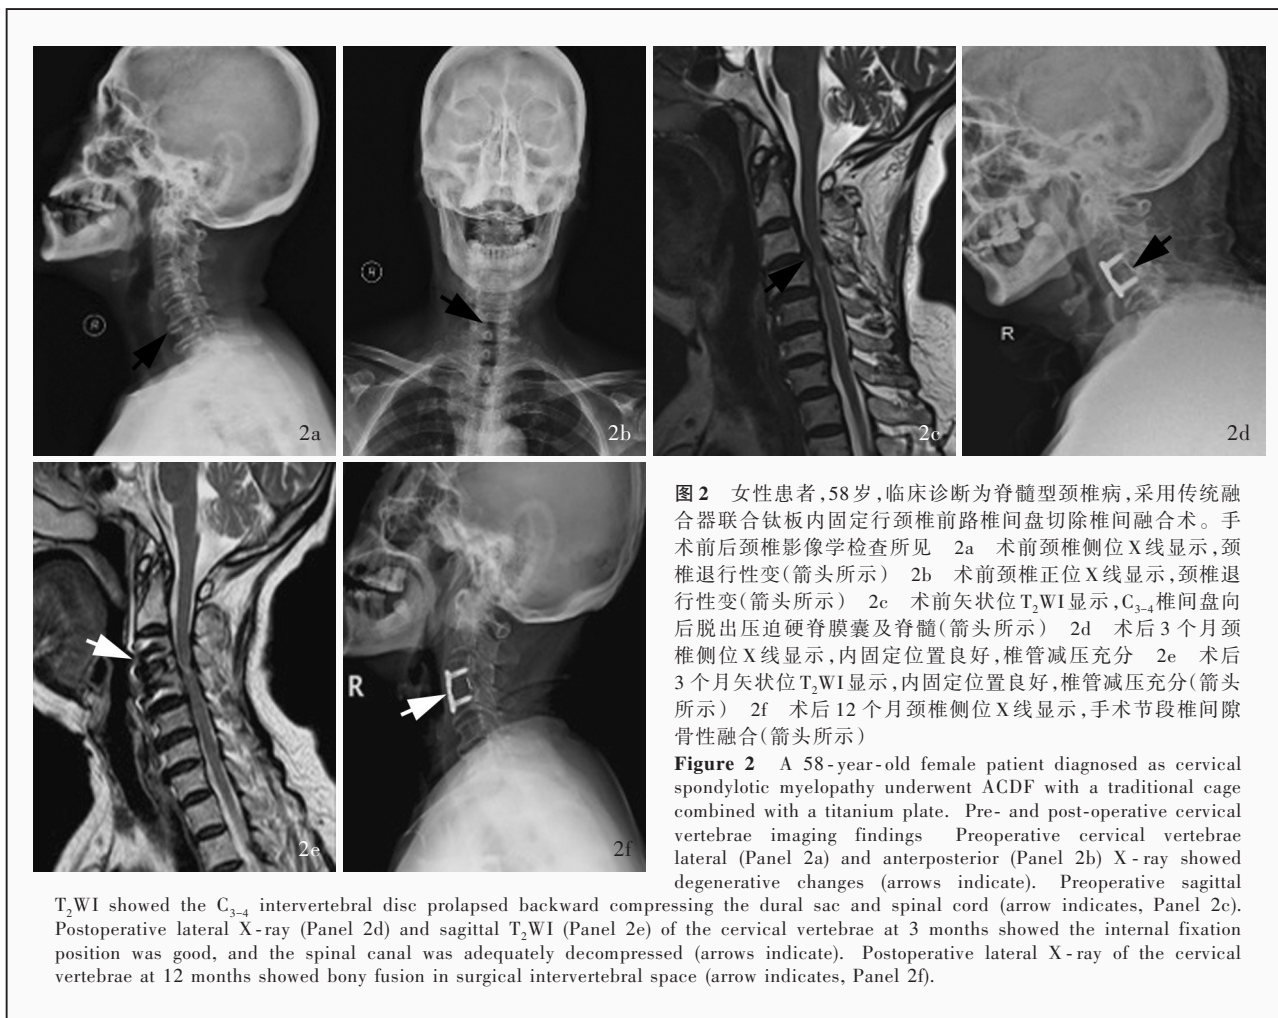 R
H
R
R
2a
2b
2c
2d
2e
2f
图2 女性患者,58岁,临床诊断为脊髓型颈椎病,采用传统融
合器联合钛板内固定行颈椎前路椎间盘切除椎间融合术。手
术前后颈椎影像学检查所见 2a 术前颈椎侧位X线显示,颈
椎退行性变(箭头所示) 2b 术前颈椎正位X线显示,颈椎退
行性变(箭头所示) 2c 术前矢状位T₂WI显示,C₃₋₄椎间盘向
后脱出压迫硬脊膜囊及脊髓(箭头所示) 2d 术后3个月颈
椎侧位X线显示,内固定位置良好,椎管减压充分 2e 术后
3个月矢状位T₂WI显示,内固定位置良好,椎管减压充分(箭头
所示) 2f 术后12个月颈椎侧位X线显示,手术节段椎间隙
骨性融合(箭头所示)
Figure 2 A 58-year-old female patient diagnosed as cervical
spondylotic myelopathy underwent ACDF with a traditional cage
combined with a titanium plate. Pre- and post-operative cervical
vertebrae imaging findings Preoperative cervical vertebrae
lateral (Panel 2a) and anterposterior (Panel 2b) X-ray showed
degenerative changes (arrows indicate). Preoperative sagittal
T₂WI showed the C₃₋₄ intervertebral disc prolapsed backward compressing the dural sac and spinal cord (arrow indicates, Panel 2c).
Postoperative lateral X-ray (Panel 2d) and sagittal T₂WI (Panel 2e) of the cervical vertebrae at 3 months showed the internal fixation
position was good, and the spinal canal was adequately decompressed (arrows indicate). Postoperative lateral X-ray of the cervical
vertebrae at 12 months showed bony fusion in surgical intervertebral space (arrow indicates, Panel 2f).